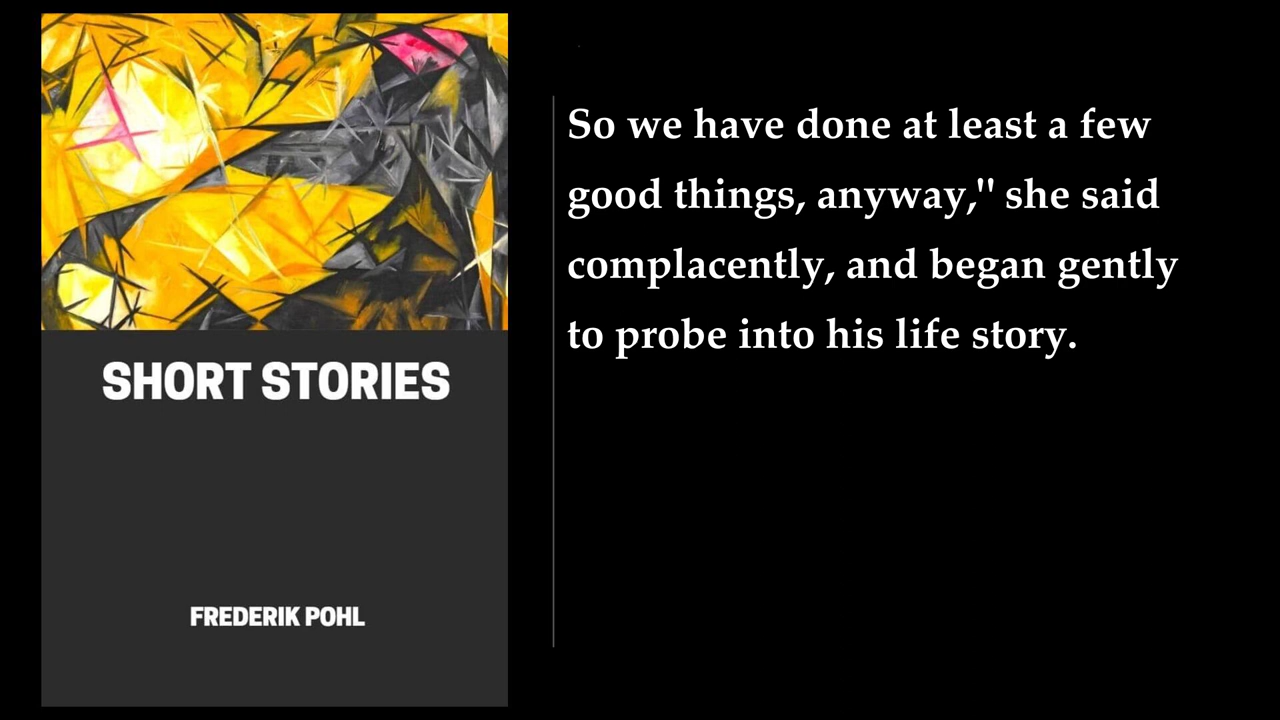 SHORT STORIES
FREDERIK POHL
So we have done at least a few
good things, anyway," she said
complacently, and began gently
to probe into his life story.